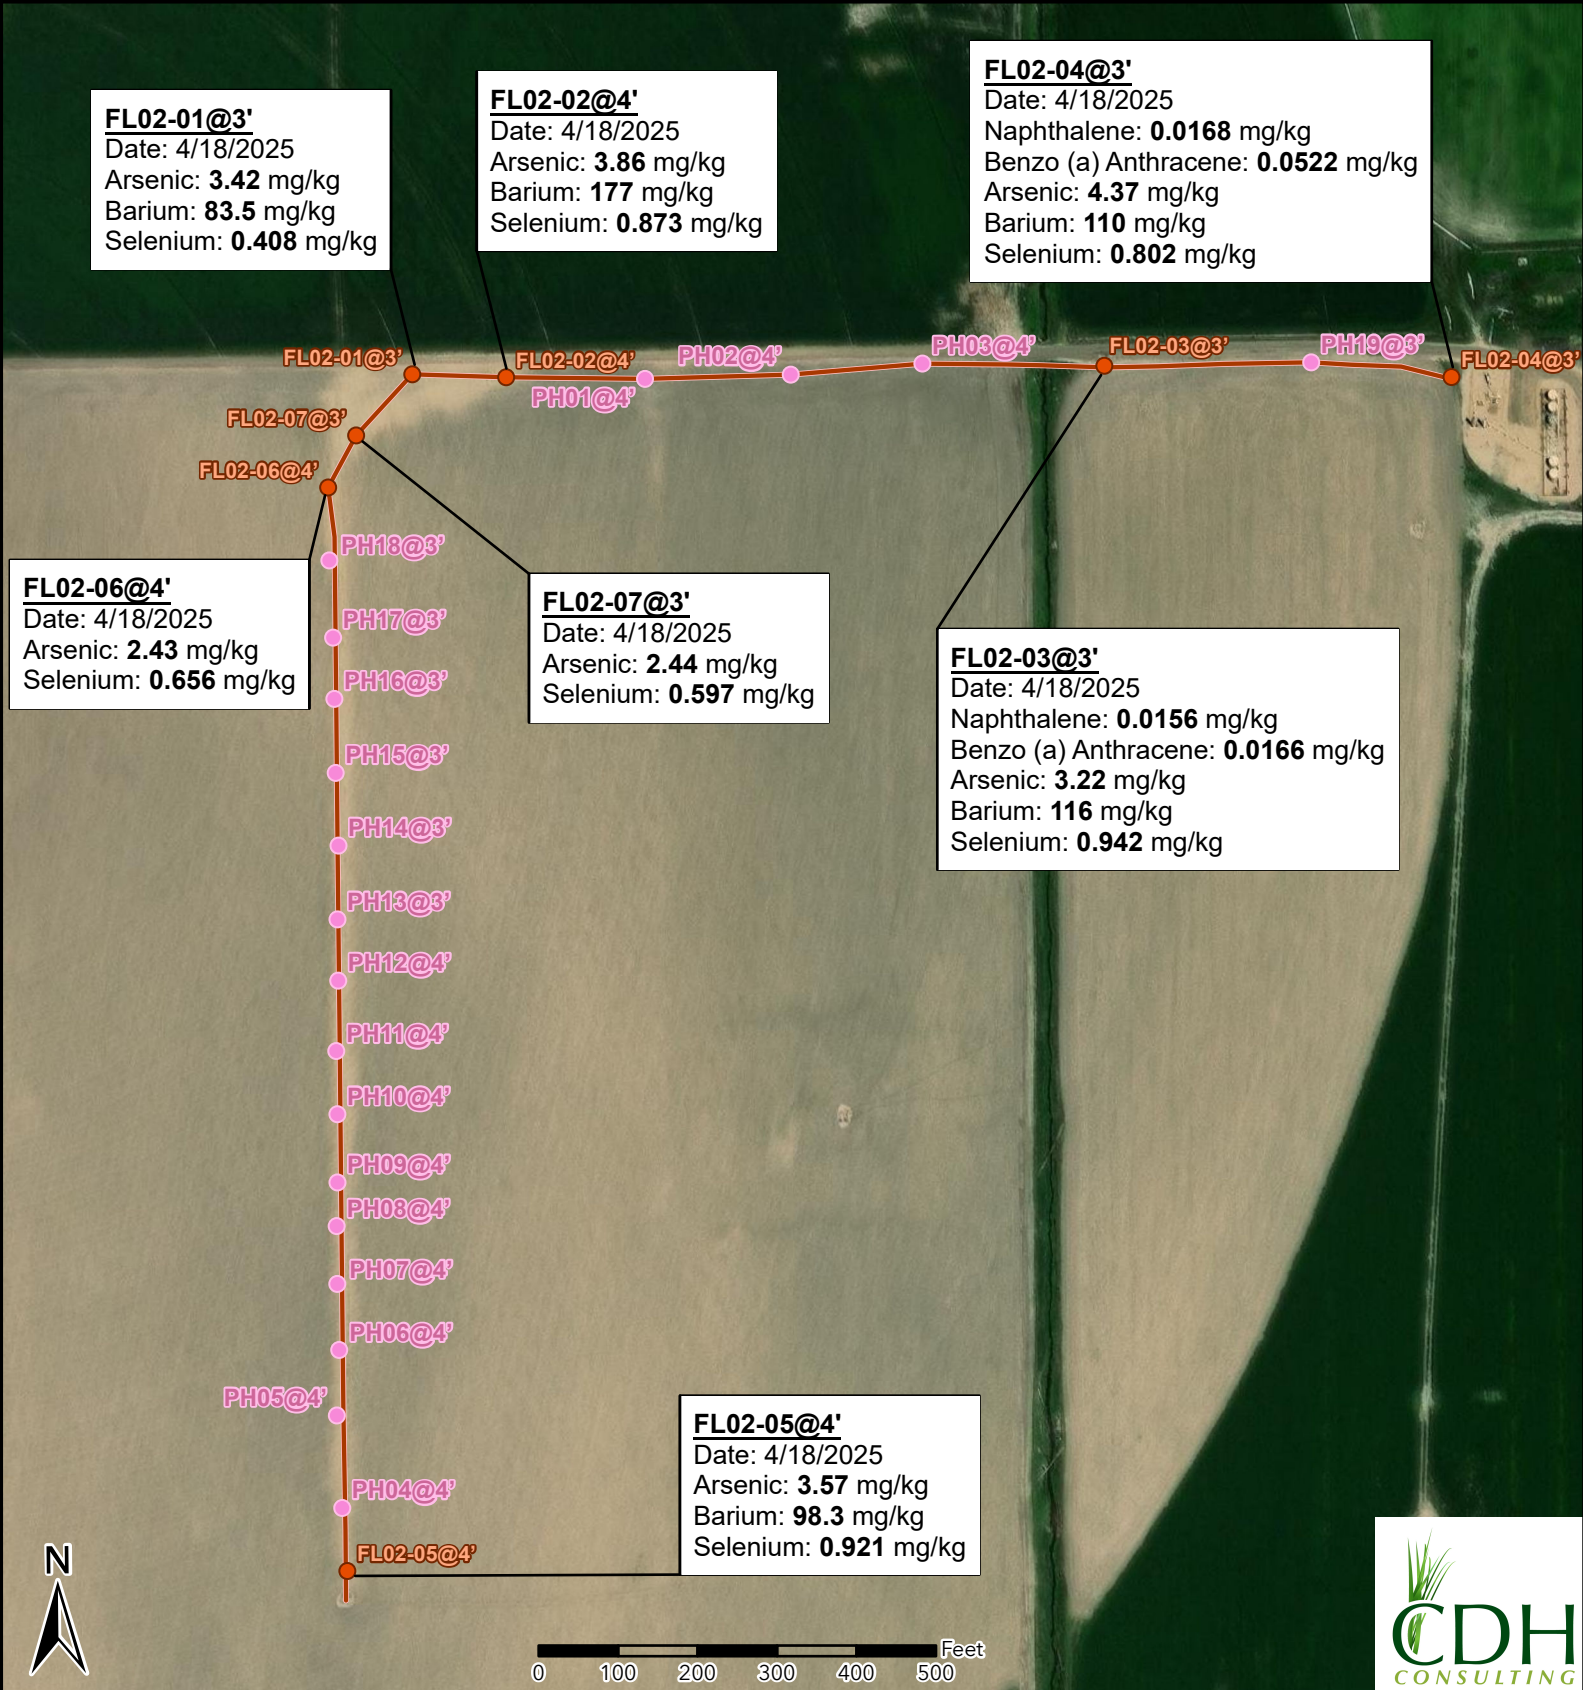 FL02-01@3'
Date: 4/18/2025
Arsenic: 3.42 mg/kg
Barium: 83.5 mg/kg
Selenium: 0.408 mg/kg
FL02-02@4'
Date: 4/18/2025
Arsenic: 3.86 mg/kg
Barium: 177 mg/kg
Selenium: 0.873 mg/kg
FL02-04@3'
Date: 4/18/2025
Naphthalene: 0.0168 mg/kg
Benzo (a) Anthracene: 0.0522 mg/kg
Arsenic: 4.37 mg/kg
Barium: 110 mg/kg
Selenium: 0.802 mg/kg
FL02-01@3'
FL02-02@4'
PH01@4'
PH02@4'
PH03@4'
FL02-03@3'
PH19@3'
FL02-04@3'
FL02-07@3'
FL02-06@4'
PH18@3'
FL02-06@4'
Date: 4/18/2025
Arsenic: 2.43 mg/kg
Selenium: 0.656 mg/kg
FL02-07@3'
Date: 4/18/2025
Arsenic: 2.44 mg/kg
Selenium: 0.597 mg/kg
FL02-03@3'
Date: 4/18/2025
Naphthalene: 0.0156 mg/kg
Benzo (a) Anthracene: 0.0166 mg/kg
Arsenic: 3.22 mg/kg
Barium: 116 mg/kg
Selenium: 0.942 mg/kg
PH17@3'
PH16@3'
PH15@3'
PH14@3'
PH13@3'
PH12@4'
PH11@4'
PH10@4'
PH09@4'
PH08@4'
PH07@4'
PH06@4'
PH05@4'
PH04@4'
FL02-05@4'
FL02-05@4'
Date: 4/18/2025
Arsenic: 3.57 mg/kg
Barium: 98.3 mg/kg
Selenium: 0.921 mg/kg
N
Feet
0 100 200 300 400 500
CDH
CONSULTING